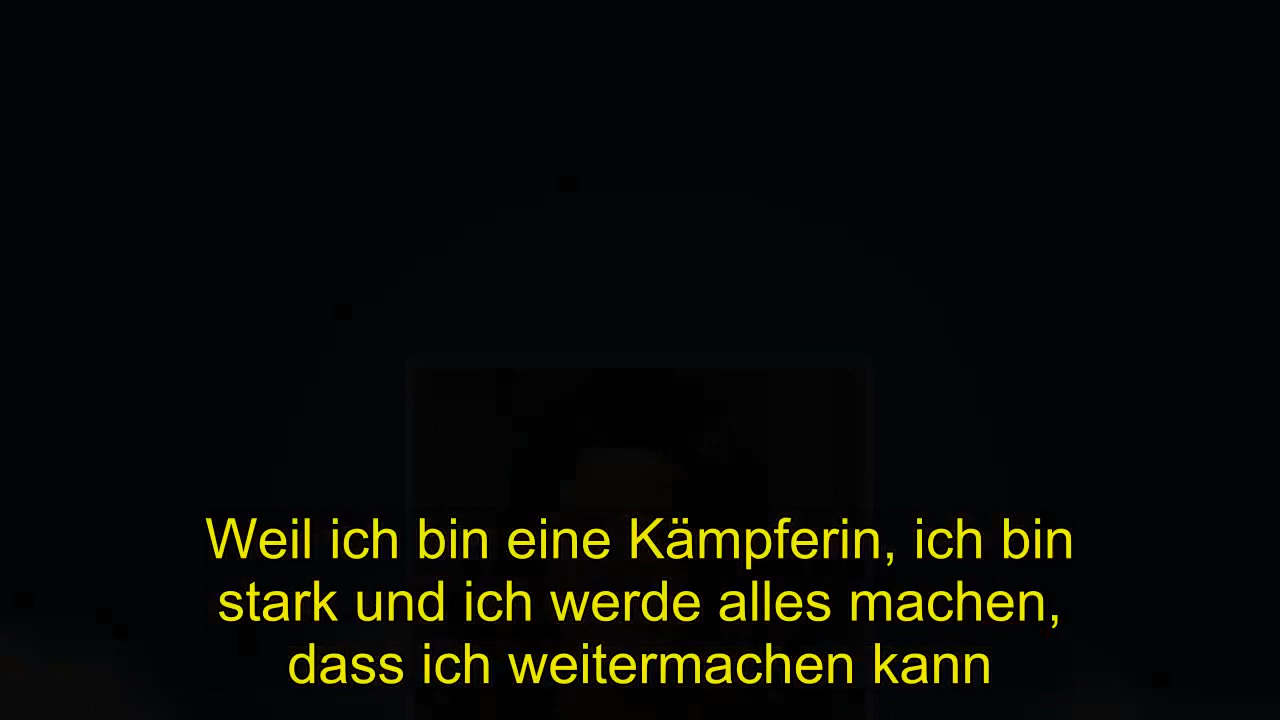 Weil ich bin eine Kämpferin, ich bin
stark und ich werde alles machen,
dass ich weitermachen kann